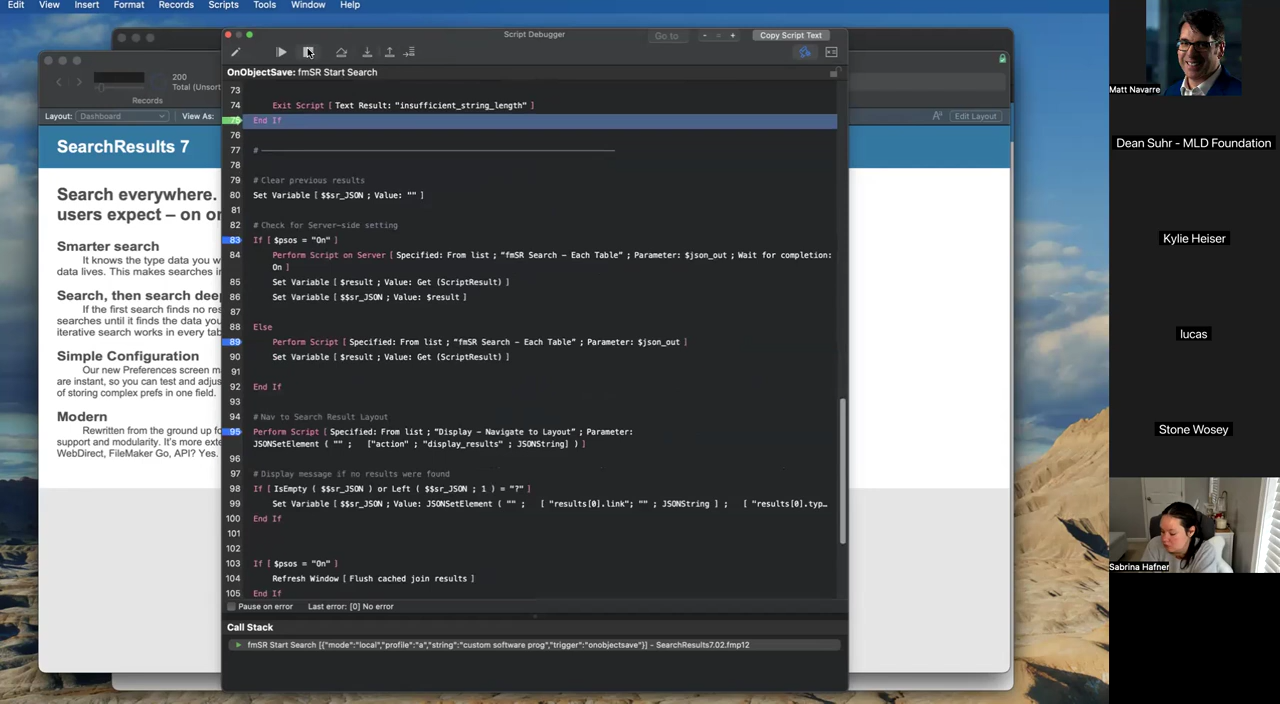 Edit View Insert Format Records Scripts Tools Window Help
Script Debugger
Go to
- = +
Copy Script Text
OnObjectSave: fmSR Start Search
73
74 Exit Script [ Text Result: "insufficient_string_length" ]
75 End If
76
77 #
78
79 # Clear previous results
80 Set Variable [ $$sr_JSON ; Value: "" ]
81
82 # Check for Server-side setting
83 If [ $psos = "On" ]
84 Perform Script on Server [ Specified: From list ; "fmSR Search - Each Table" ; Parameter: $json_out ; Wait for completion:
On ]
85 Set Variable [ $result ; Value: Get (ScriptResult) ]
86 Set Variable [ $$sr_JSON ; Value: $result ]
87
88 Else
89 Perform Script [ Specified: From list ; "fmSR Search - Each Table" ; Parameter: $json_out ]
90 Set Variable [ $result ; Value: Get (ScriptResult) ]
91
92 End If
93
94 # Nav to Search Result Layout
95 Perform Script [ Specified: From list ; "Display - Navigate to Layout" ; Parameter:
JSONSetElement ( "" ; ["action" ; "display_results" ; JSONString] ) ]
96
97 # Display message if no results were found
98 If [ IsEmpty ( $$sr_JSON ) or Left ( $$sr_JSON ; 1 ) = "?" ]
99 Set Variable [ $$sr_JSON ; Value: JSONSetElement ( "" ; [ "results[0].link"; "" ; JSONString ] ; [ "results[0].typ…
100 End If
101
102
103 If [ $psos = "On" ]
104 Refresh Window [ Flush cached join results ]
105 End If
Pause on error Last error: [0] No error
Call Stack
fmSR Start Search [{"mode":"local","profile":"a","string":"custom software prog","trigger":"onobjectsave"}] - SearchResults7.02.fmp12
200
Total (Unsort
Records
Layout: Dashboard View As:
Edit Layout
SearchResults 7
Search everywhere.
users expect – on or
Smarter search
It knows the type data you w
data lives. This makes searches i
Search, then search deep
If the first search finds no res
searches until it finds the data you
iterative search works in every tab
Simple Configuration
Our new Preferences screen m
are instant, so you can test and adjus
of storing complex prefs in one field.
Modern
Rewritten from the ground up fo
support and modularity. It's more exte
WebDirect, FileMaker Go, API? Yes.
Matt Navarre
Dean Suhr - MLD Foundation
Kylie Heiser
lucas
Stone Wosey
Sabrina Hafner